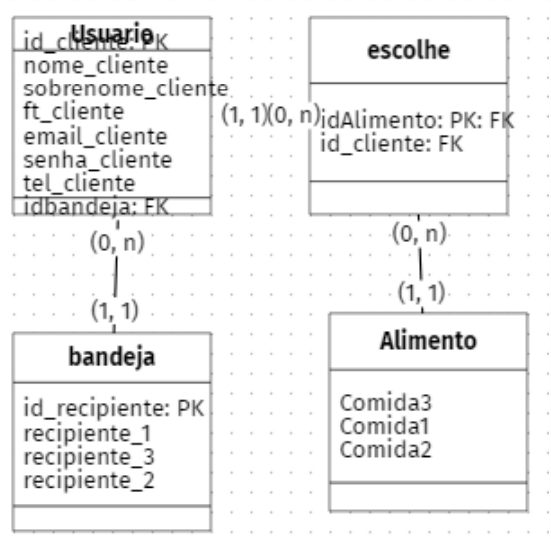 Usuario
id_cliente: PK
nome_cliente
sobrenome_cliente
ft_cliente
email_cliente
senha_cliente
tel_cliente
idbandeja: FK
(1, 1)(0, n)
escolhe
idAlimento: PK: FK
id_cliente: FK
(0, n)
(1, 1)
bandeja
id_recipiente: PK
recipiente_1
recipiente_3
recipiente_2
(0, n)
(1, 1)
Alimento
Comida3
Comida1
Comida2